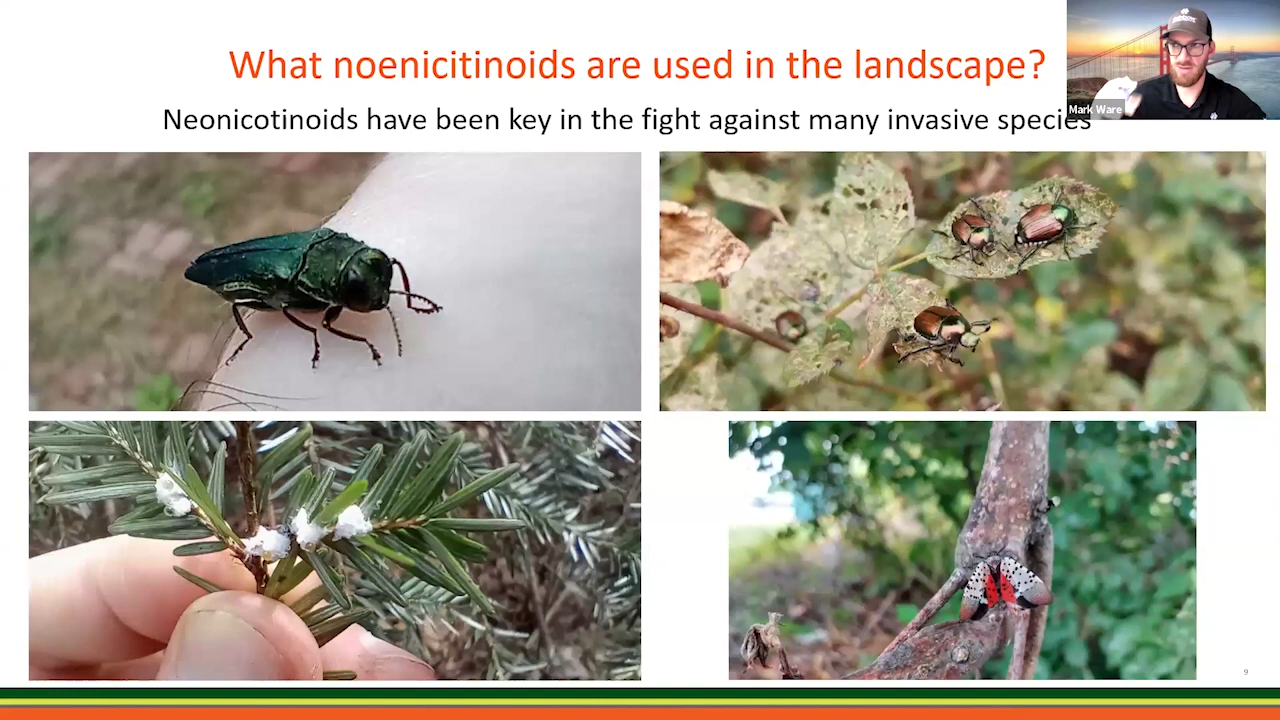 What noenicitinoids are used in the landscape?
Neonicotinoids have been key in the fight against many invasive species
Mark Ware
9